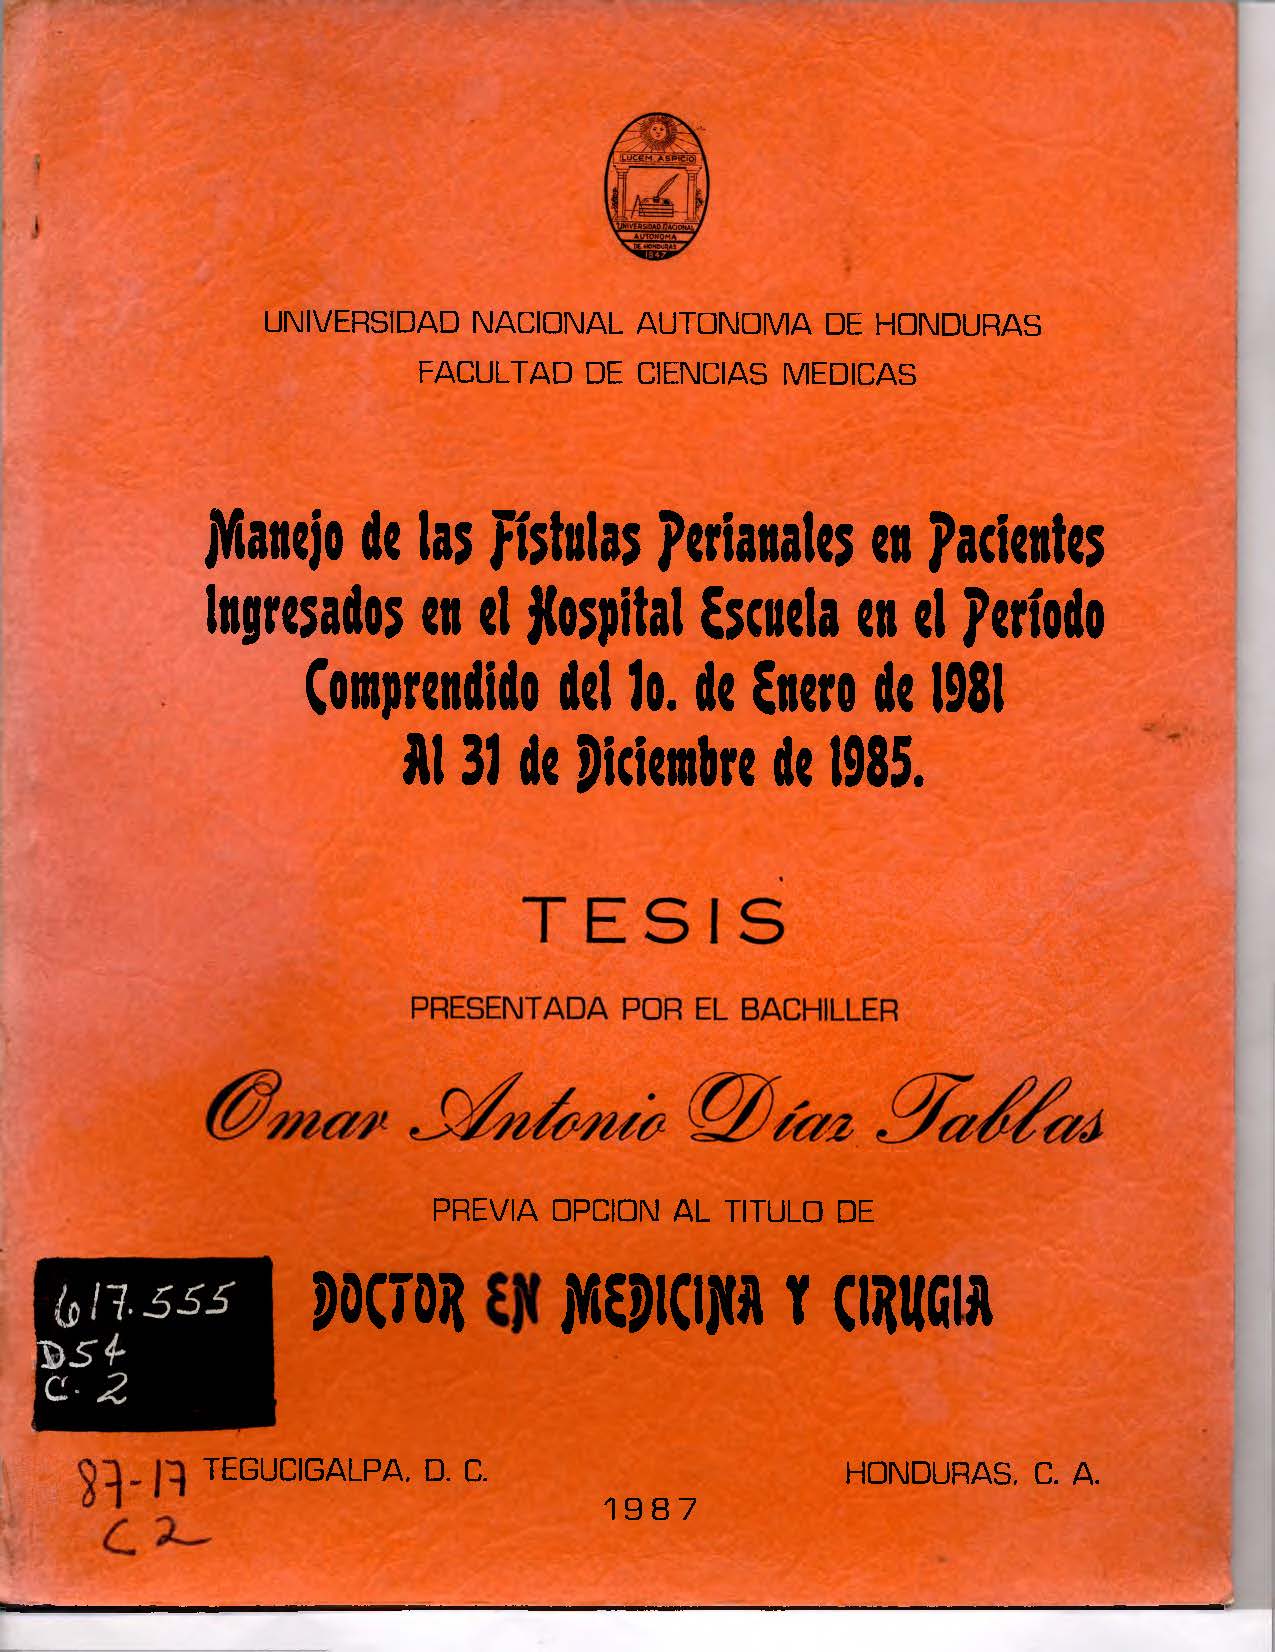 LUCEM ASPICIO
UNIVERSIDAD NACIONAL
AUTONOMA
DE HONDURAS
1847
UNIVERSIDAD NACIONAL AUTONOMA DE HONDURAS
FACULTAD DE CIENCIAS MEDICAS
Manejo de las Fístulas Perianales en Pacientes
Ingresados en el Hospital Escuela en el Período
Comprendido del 1o. de Enero de 1981
Al 31 de Diciembre de 1985.
TESIS
PRESENTADA POR EL BACHILLER
Omar Antonio Díaz Tablas
PREVIA OPCION AL TITULO DE
DOCTOR EN MEDICINA Y CIRUGIA
617.555
D54
C. 2
87-17
C2
TEGUCIGALPA, D. C.
HONDURAS, C. A.
1987